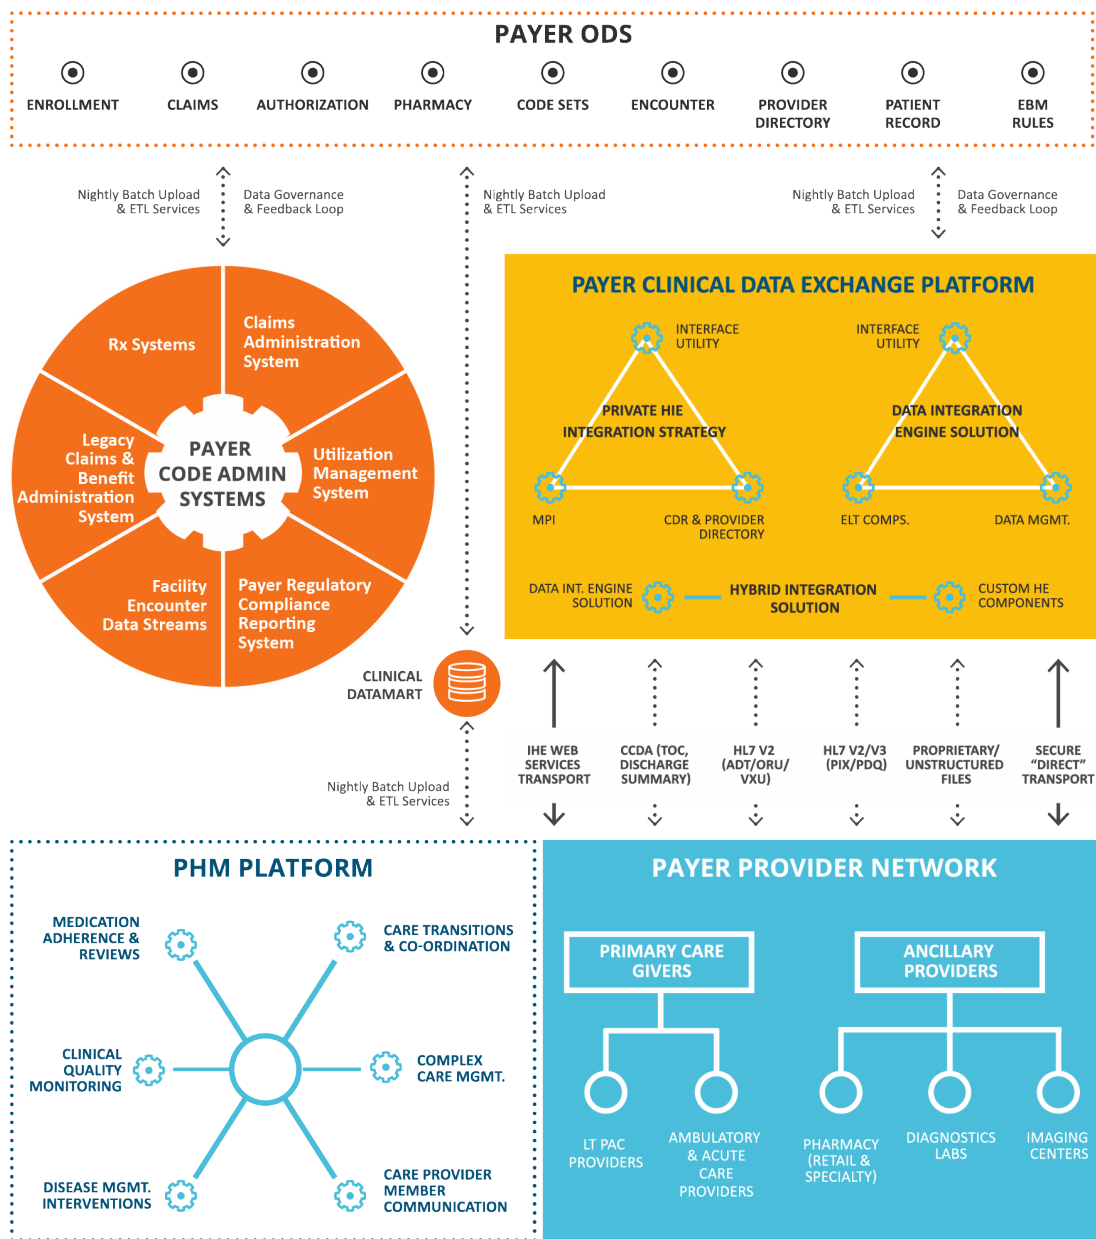 PAYER ODS
ENROLLMENT
CLAIMS
AUTHORIZATION
PHARMACY
CODE SETS
ENCOUNTER
PROVIDER
DIRECTORY
PATIENT
RECORD
EBM
RULES
Nightly Batch Upload
& ETL Services
Data Governance
& Feedback Loop
Nightly Batch Upload
& ETL Services
Nightly Batch Upload
& ETL Services
Data Governance
& Feedback Loop
Rx Systems
Claims
Administration
System
Legacy
Claims &
Benefit
Administration
System
PAYER
CODE ADMIN
SYSTEMS
Utilization
Management
System
Facility
Encounter
Data Streams
Payer Regulatory
Compliance
Reporting
System
PAYER CLINICAL DATA EXCHANGE PLATFORM
INTERFACE
UTILITY
PRIVATE HIE
INTEGRATION STRATEGY
MPI
CDR & PROVIDER
DIRECTORY
INTERFACE
UTILITY
DATA INTEGRATION
ENGINE SOLUTION
ELT COMPS.
DATA MGMT.
DATA INT. ENGINE
SOLUTION
HYBRID INTEGRATION
SOLUTION
CUSTOM HE
COMPONENTS
CLINICAL
DATAMART
Nightly Batch Upload
& ETL Services
IHE WEB
SERVICES
TRANSPORT
CCDA (TOC,
DISCHARGE
SUMMARY)
HL7 V2
(ADT/ORU/
VXU)
HL7 V2/V3
(PIX/PDQ)
PROPRIETARY/
UNSTRUCTURED
FILES
SECURE
“DIRECT”
TRANSPORT
PHM PLATFORM
MEDICATION
ADHERENCE &
REVIEWS
CARE TRANSITIONS
& CO-ORDINATION
CLINICAL
QUALITY
MONITORING
COMPLEX
CARE MGMT.
DISEASE MGMT.
INTERVENTIONS
CARE PROVIDER
MEMBER
COMMUNICATION
PAYER PROVIDER NETWORK
PRIMARY CARE
GIVERS
ANCILLARY
PROVIDERS
LT PAC
PROVIDERS
AMBULATORY
& ACUTE
CARE
PROVIDERS
PHARMACY
(RETAIL &
SPECIALTY)
DIAGNOSTICS
LABS
IMAGING
CENTERS